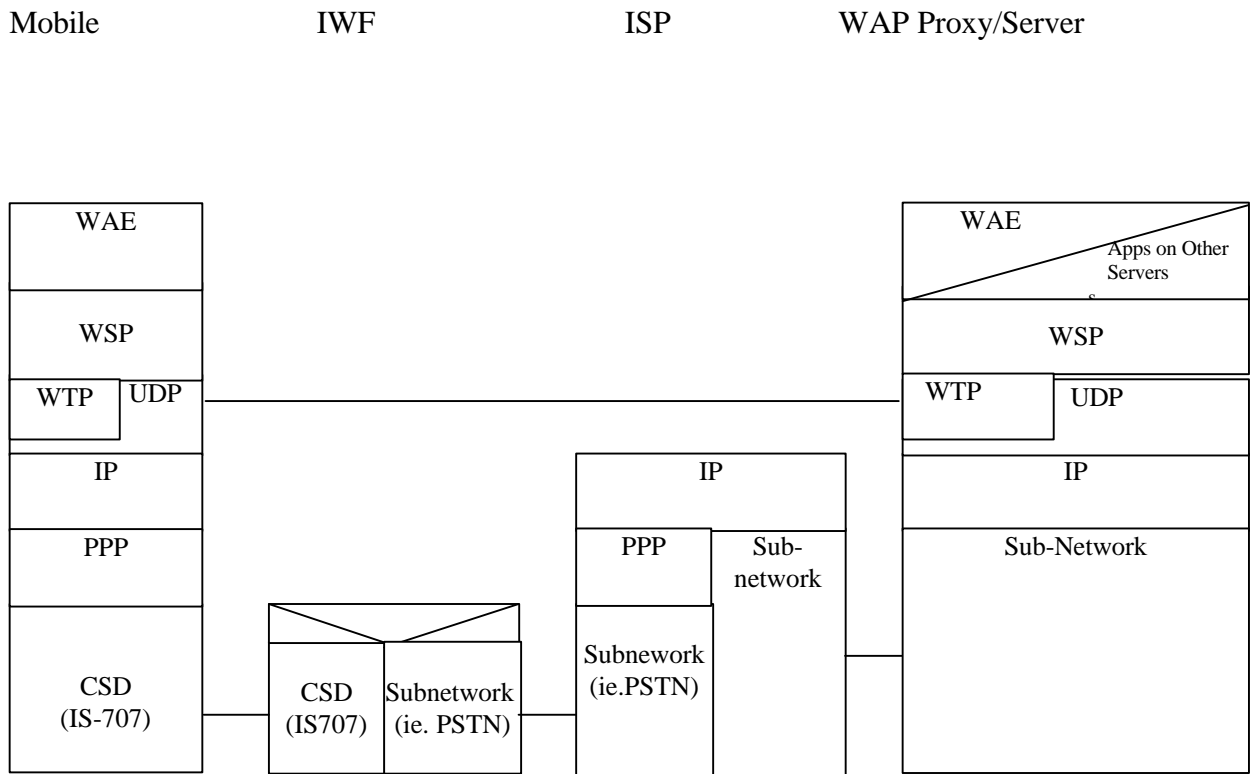 Mobile
IWF
ISP
WAP Proxy/Server
WAE
WSP
WTP
UDP
IP
PPP
CSD
(IS-707)
CSD
(IS707)
Subnetwork
(ie. PSTN)
IP
PPP
Sub-
network
Subnework
(ie.PSTN)
WAE
Apps on Other
Servers
s
WSP
WTP
UDP
IP
Sub-Network